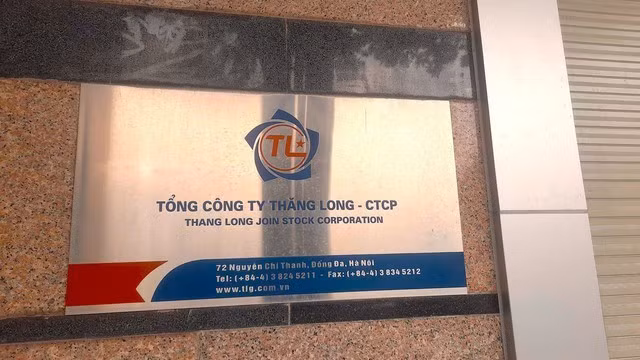 TL
TỔNG CÔNG TY THĂNG LONG - CTCP
THANG LONG JOIN STOCK CORPORATION
72 Nguyễn Chí Thanh, Đống Đa, Hà Nội
Tel: (+84-4) 3 824 5211 - Fax: (+84-4) 3 834 5212
www.tlg.com.vn